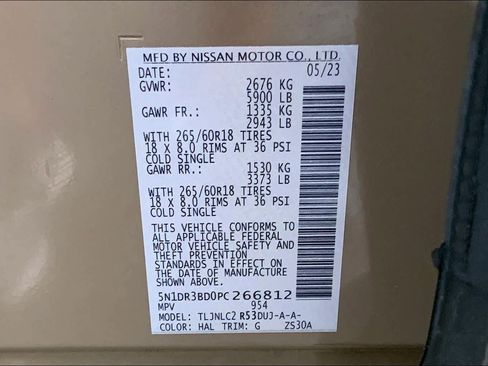 MFD BY NISSAN MOTOR CO., LTD.
DATE: 05/23
GVWR: 2676 KG
5900 LB
GAWR FR.: 1335 KG
2943 LB
WITH 265/60R18 TIRES
18 X 8.0 RIMS AT 36 PSI
COLD SINGLE
GAWR RR.: 1530 KG
3373 LB
WITH 265/60R18 TIRES
18 X 8.0 RIMS AT 36 PSI
COLD SINGLE
THIS VEHICLE CONFORMS TO
ALL APPLICABLE FEDERAL
MOTOR VEHICLE SAFETY AND
THEFT PREVENTION
STANDARDS IN EFFECT ON
THE DATE OF MANUFACTURE
SHOWN ABOVE.
5N1DR3BD0PC266812
MPV 954
MODEL: TLJNLC2 R53DUJ-A-A-
COLOR: HAL TRIM: G ZS30A